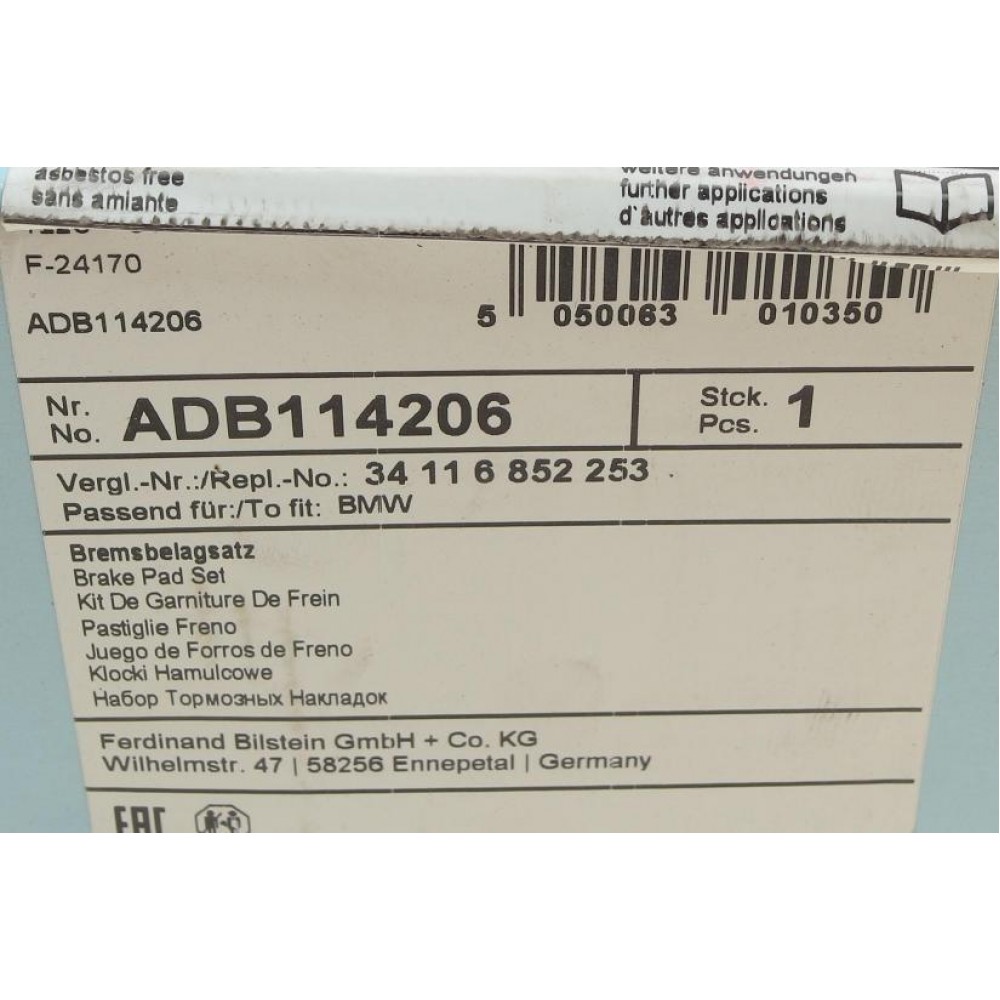 asbestos free
sans amiante
weitere anwendungen
further applications
d'autres applications
F-24170
ADB114206
5 050063 010350
Nr.
No. ADB114206
Stck.
Pcs. 1
Vergl.-Nr.:/Repl.-No.: 34 11 6 852 253
Passend für:/To fit: BMW
Bremsbelagsatz
Brake Pad Set
Kit De Garniture De Frein
Pastiglie Freno
Juego de Forros de Freno
Klocki Hamulcowe
Набор Тормозных Накладок
Ferdinand Bilstein GmbH + Co. KG
Wilhelmstr. 47 | 58256 Ennepetal | Germany
EAC